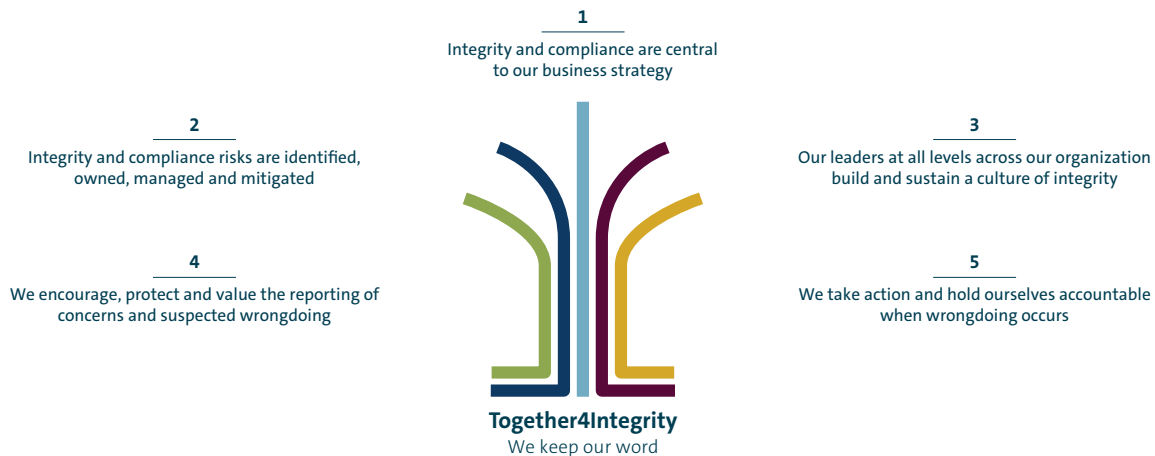 1
Integrity and compliance are central
to our business strategy
2
Integrity and compliance risks are identified,
owned, managed and mitigated
3
Our leaders at all levels across our organization
build and sustain a culture of integrity
4
We encourage, protect and value the reporting of
concerns and suspected wrongdoing
5
We take action and hold ourselves accountable
when wrongdoing occurs
Together4Integrity
We keep our word